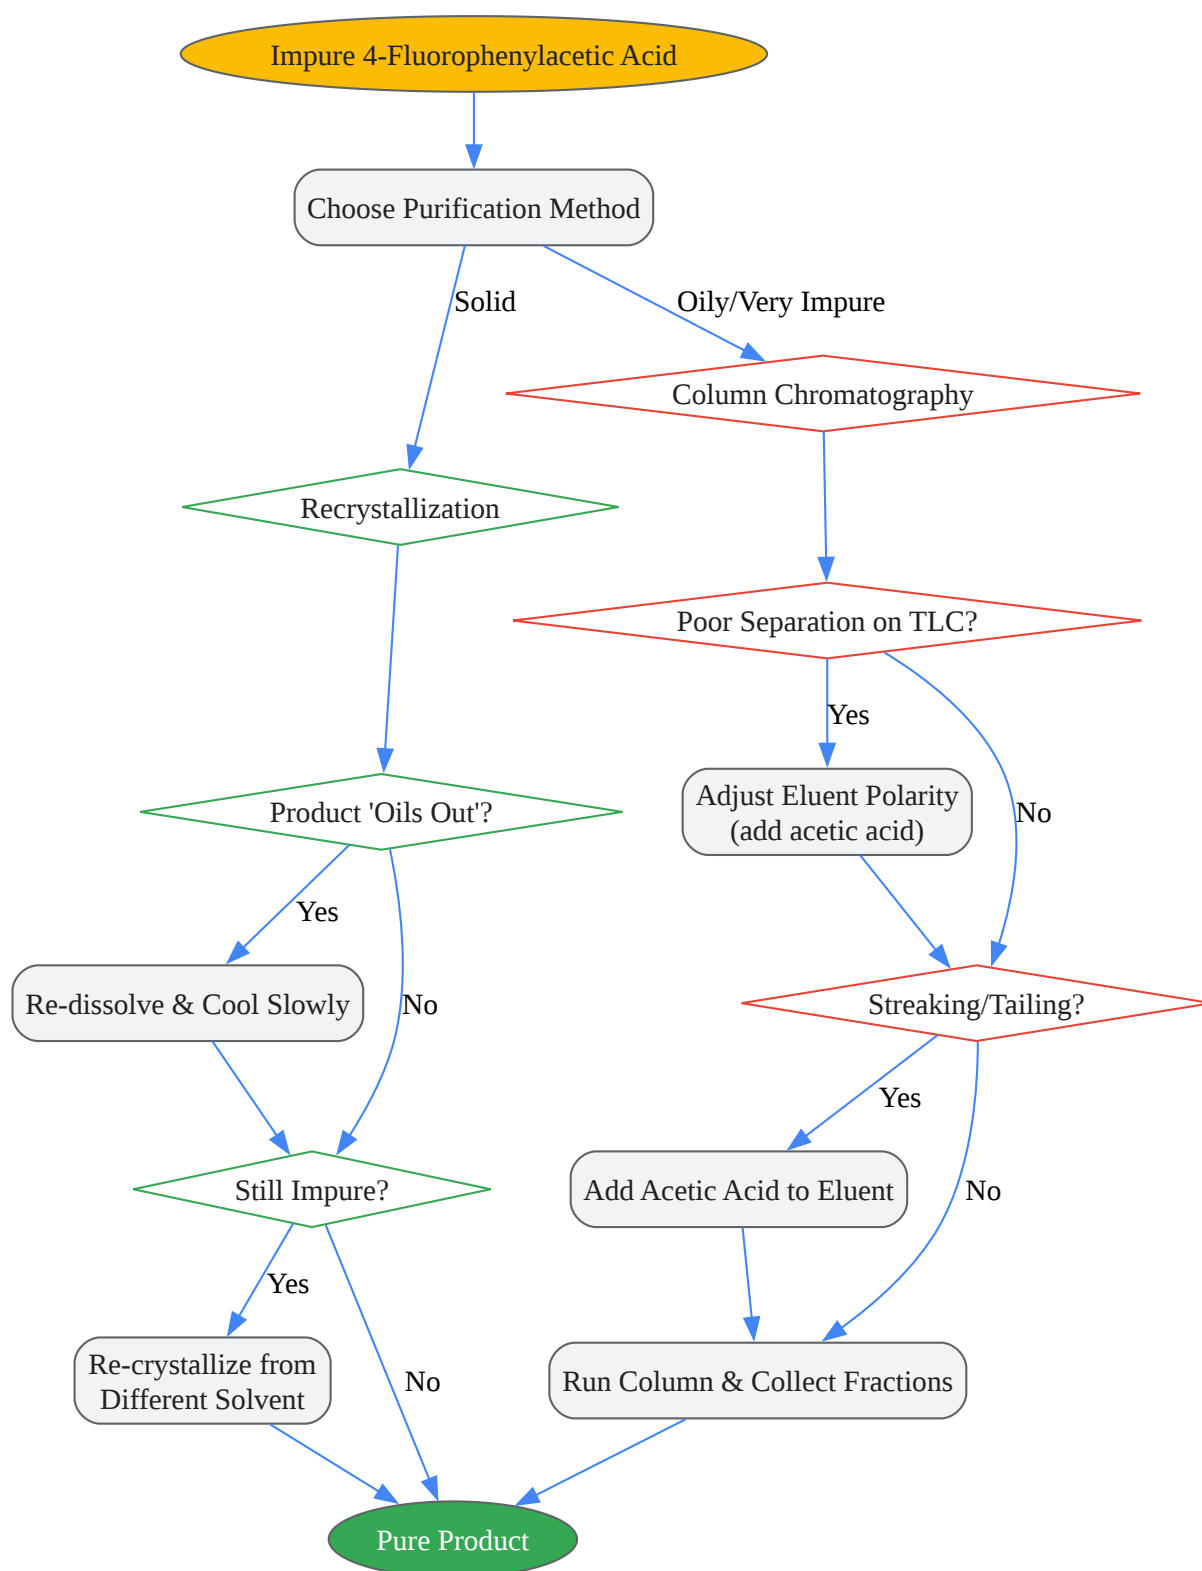 Impure 4-Fluorophenylacetic Acid
Choose Purification Method
Solid
Oily/Very Impure
Column Chromatography
Recrystallization
Poor Separation on TLC?
Yes
Adjust Eluent Polarity
(add acetic acid)
No
Product 'Oils Out'?
Yes
Re-dissolve & Cool Slowly
No
Streaking/Tailing?
Yes
Add Acetic Acid to Eluent
No
Still Impure?
Yes
Re-crystallize from
Different Solvent
No
Run Column & Collect Fractions
Pure Product